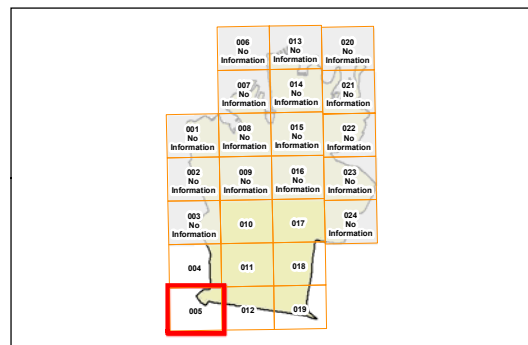 006
No
Information
013
No
Information
020
No
Information
007
No
Information
014
No
Information
021
No
Information
001
No
Information
008
No
Information
015
No
Information
022
No
Information
002
No
Information
009
No
Information
016
No
Information
023
No
Information
003
No
Information
010
017
024
No
Information
004
011
018
005
012
019